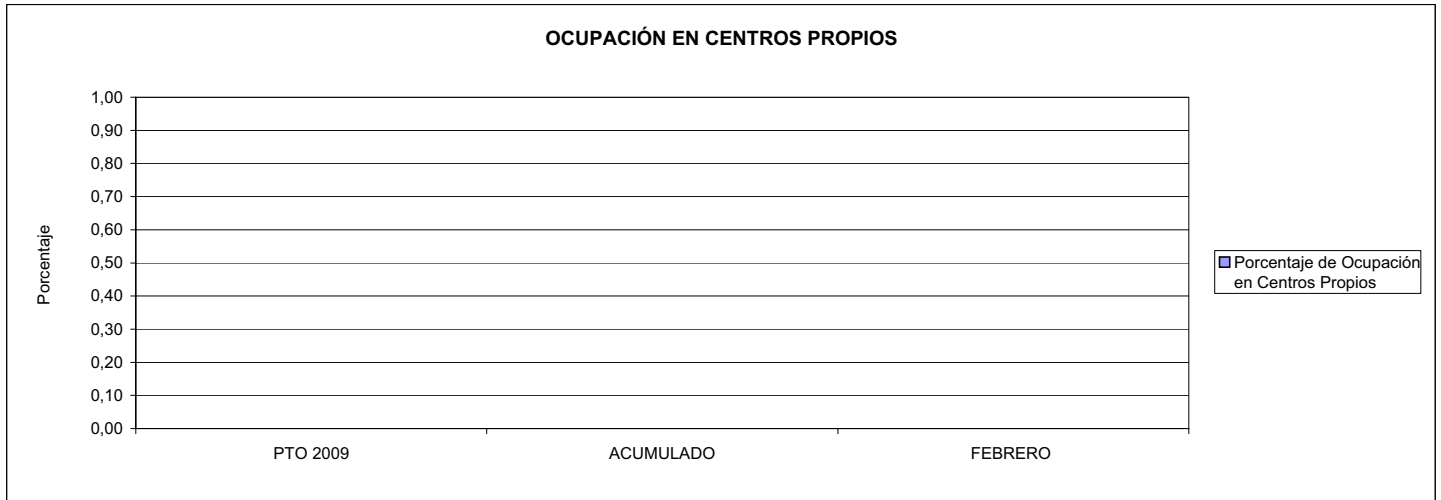 OCUPACIÓN EN CENTROS PROPIOS
1,00
0,90
0,80
0,70
0,60
0,50
0,40
0,30
0,20
0,10
0,00
Porcentaje
PTO 2009
ACUMULADO
FEBRERO
Porcentaje de Ocupación
en Centros Propios